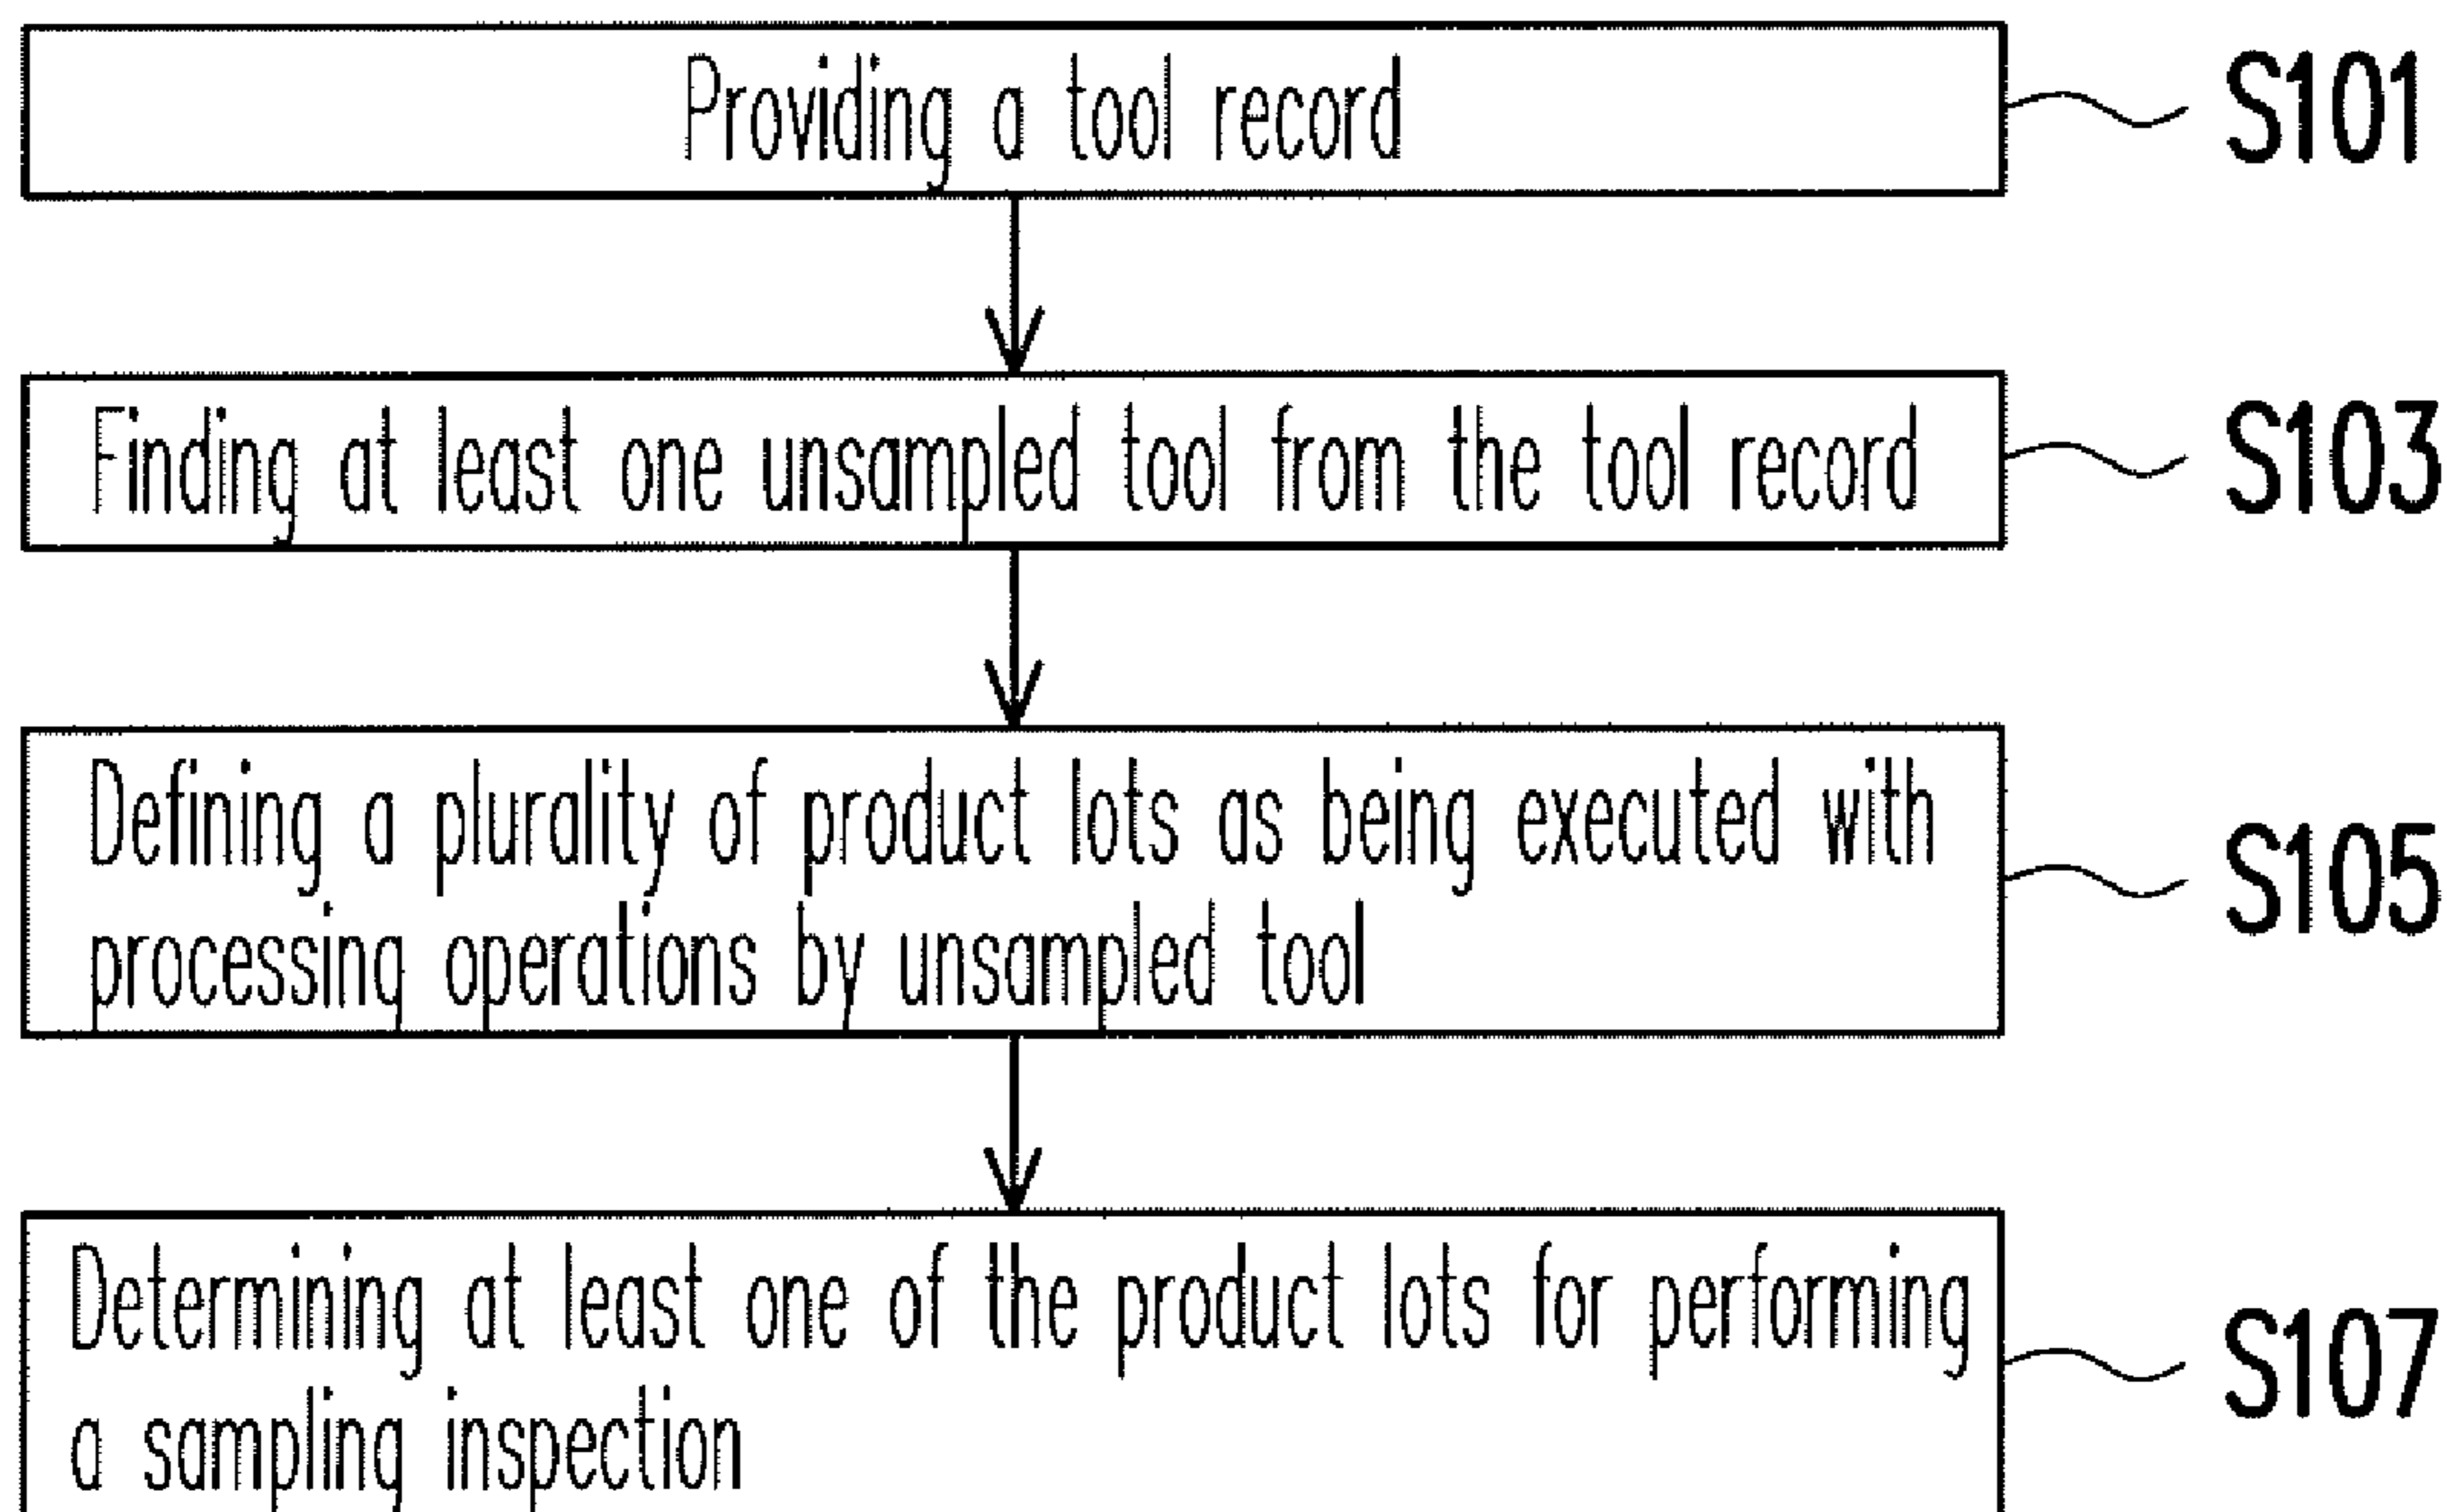 Providing a tool record
S101
Finding at least one unsampled tool from the tool record
S103
Defining a plurality of product lots as being executed with
processing operations by unsampled tool
S105
Determining at least one of the product lots for performing
a sampling inspection
S107